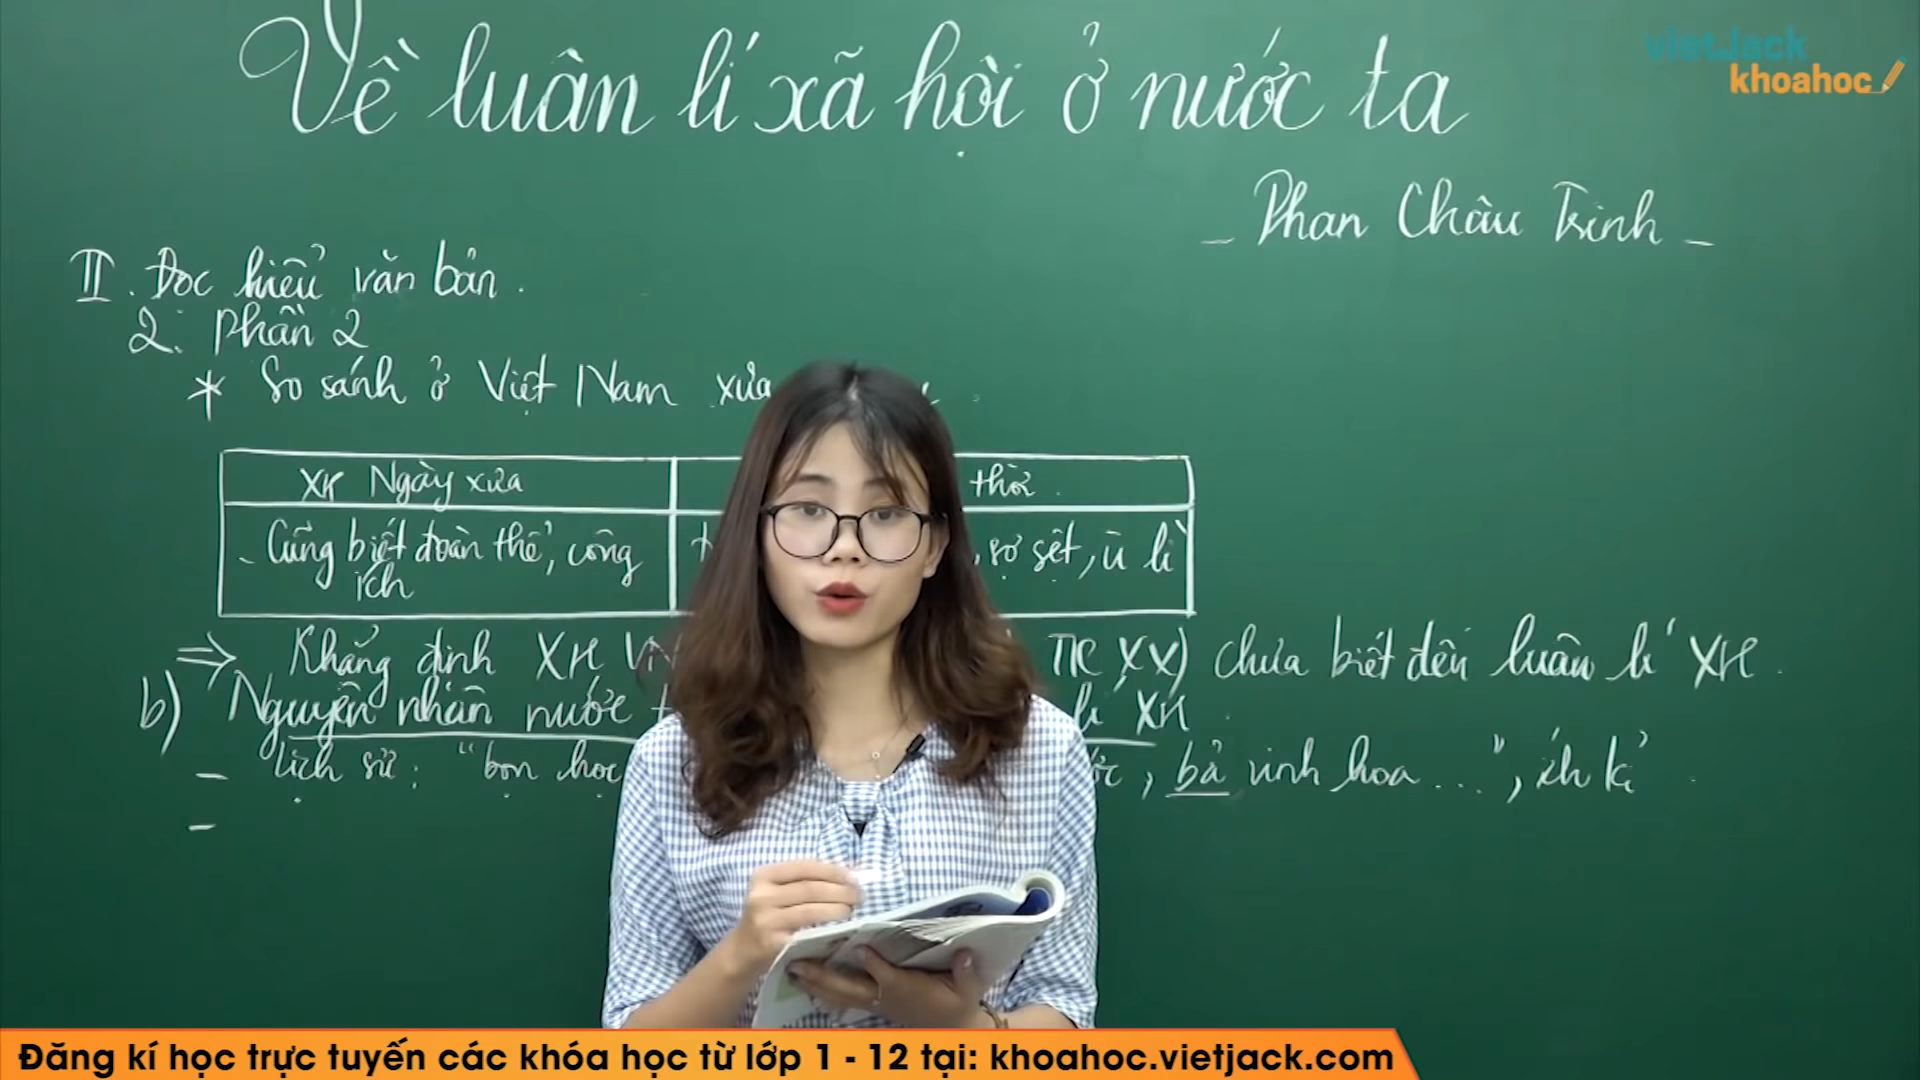 Về luân lí xã hội ở nước ta
vietJack
khoahoc
- Phan Châu Trinh -
II. Đọc hiểu văn bản.
2. Phần 2
* So sánh ở Việt Nam xưa
XH Ngày xưa
thời.
- Cũng biết đoàn thể, công ích
, sợ sệt, ù lì
=> Khẳng định XH VN TK XX) chưa biết đến luân lí XH.
b) Nguyên nhân nước lí XH.
- Lịch sử: "bọn học , bả vinh hoa...", ích kỉ.
-
Đăng kí học trực tuyến các khóa học từ lớp 1 - 12 tại: khoahoc.vietjack.com